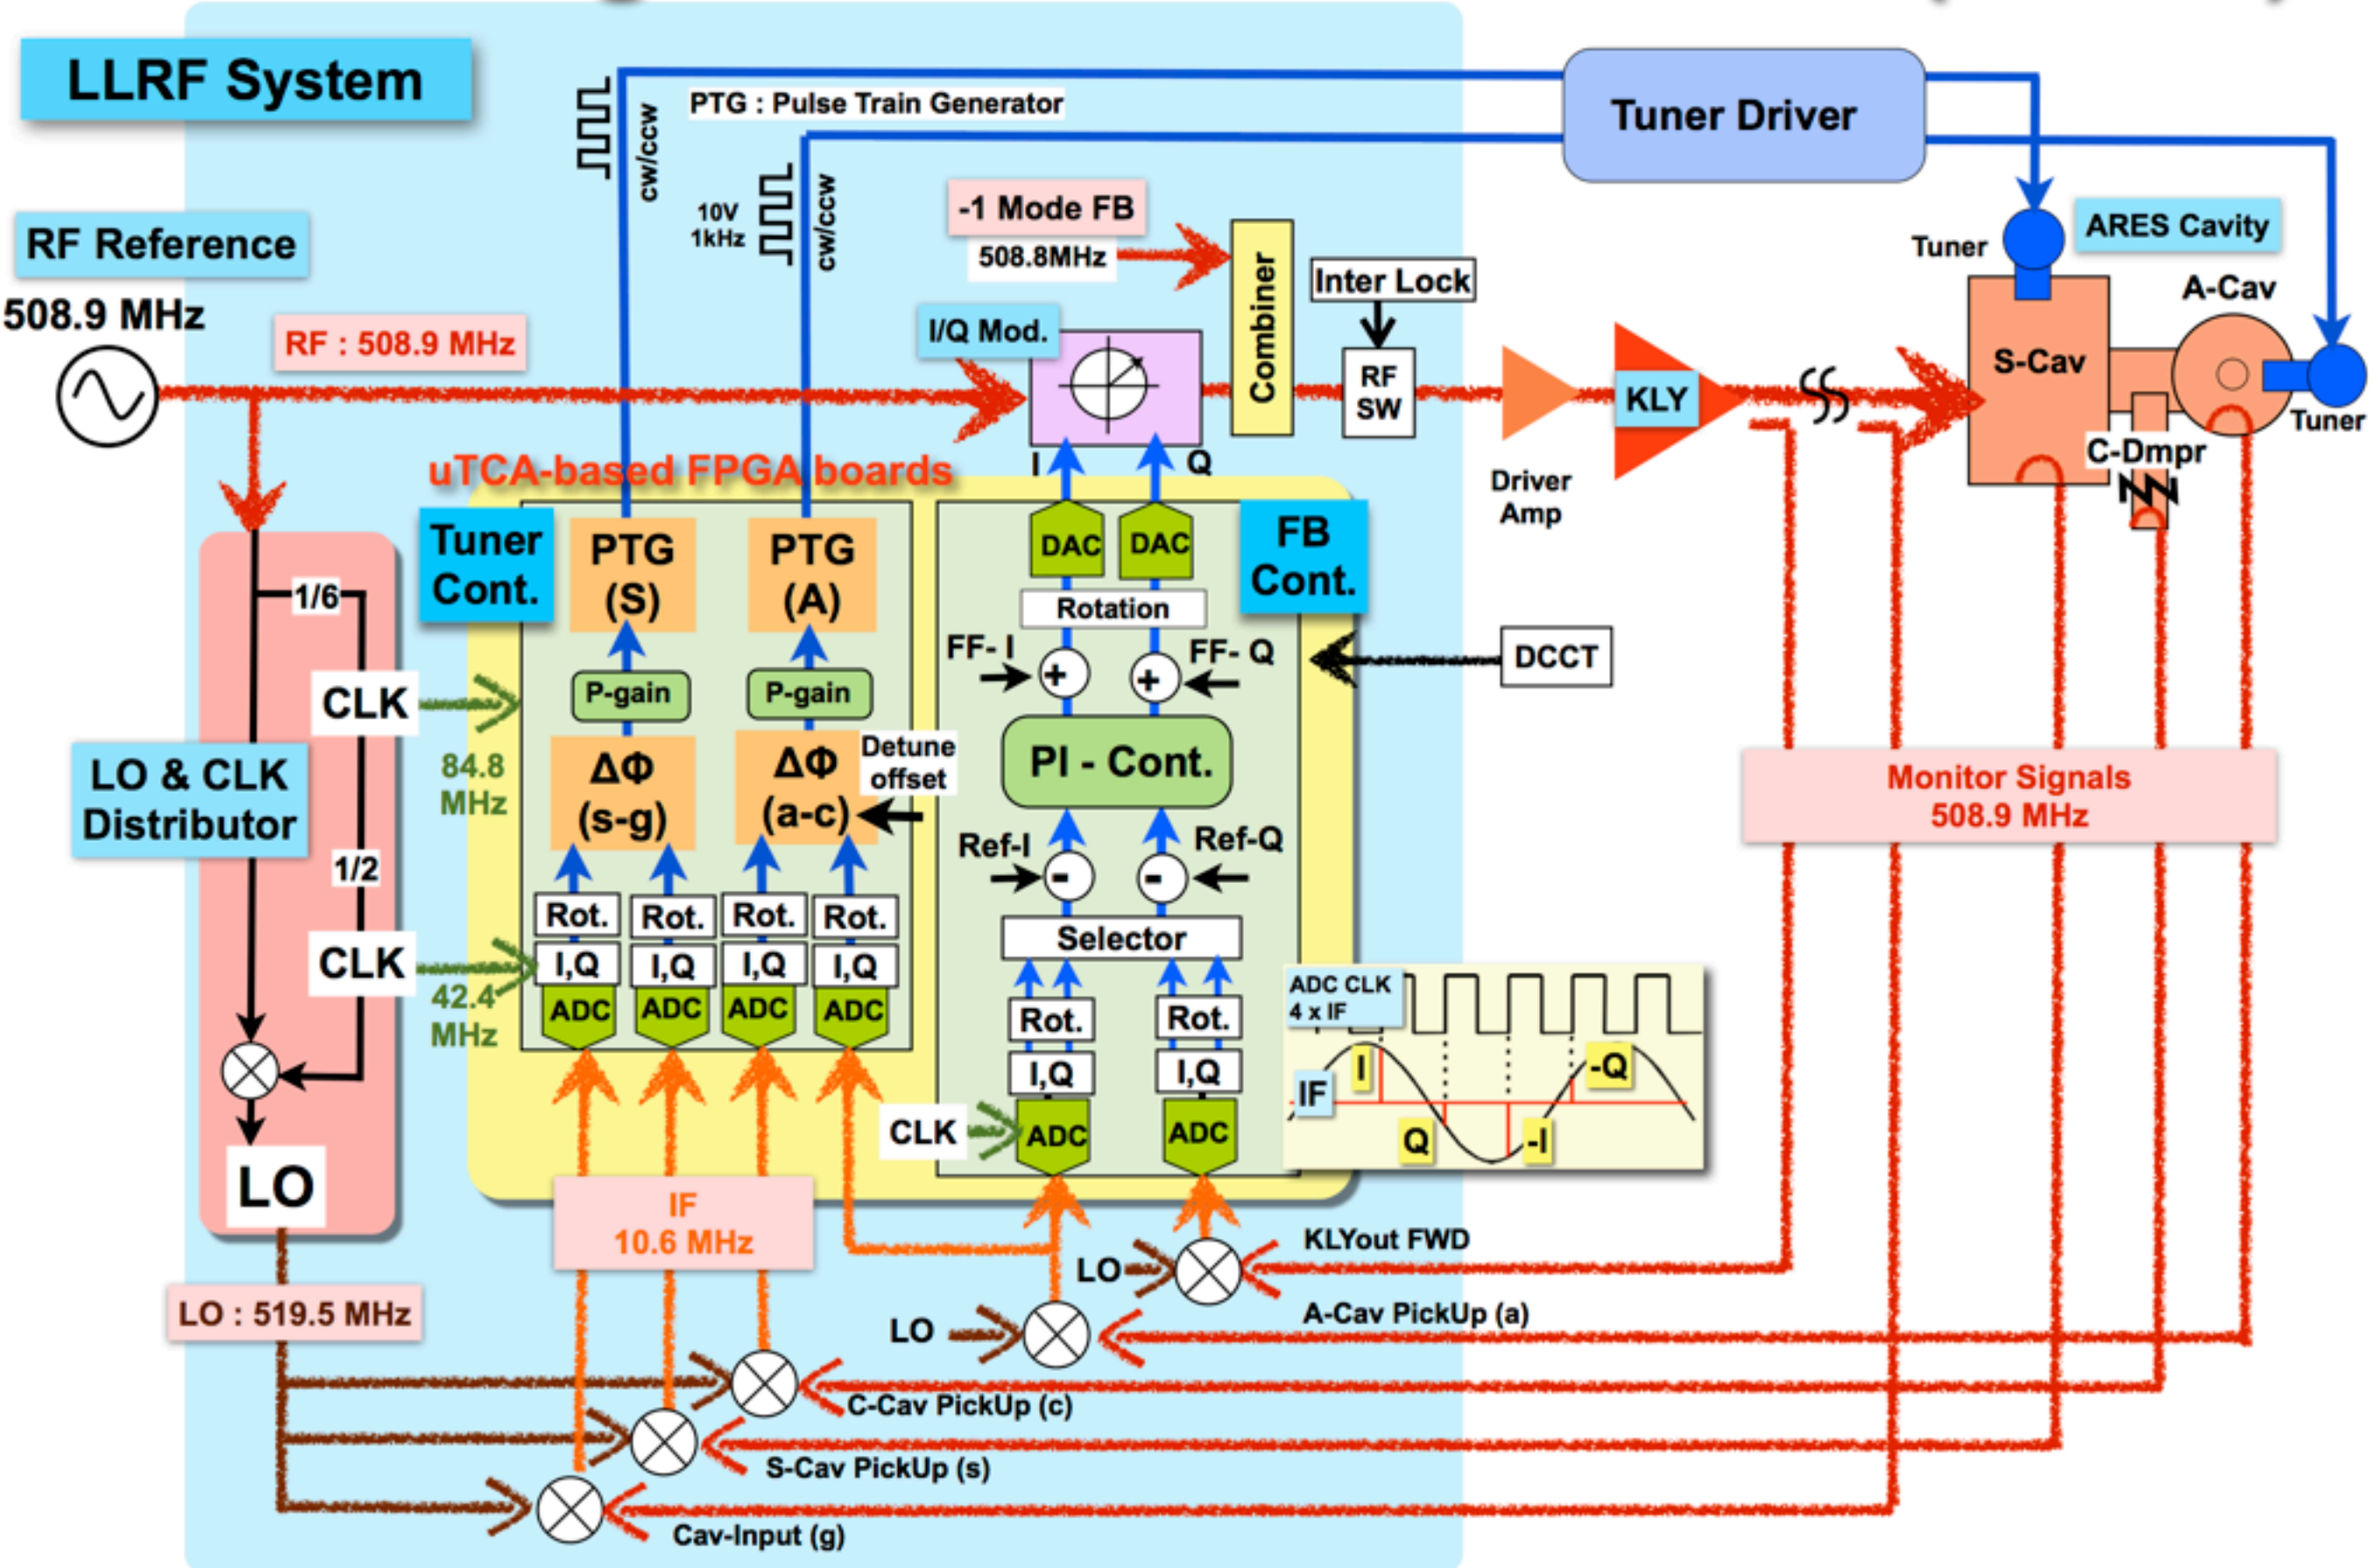 LLRF System
PTG : Pulse Train Generator
cw/ccw
10V
1kHz
cw/ccw
Tuner Driver
-1 Mode FB
508.8MHz
Combiner
Inter Lock
RF
SW
RF Reference
508.9 MHz
RF : 508.9 MHz
I/Q Mod.
I
Q
Driver
Amp
KLY
Tuner
ARES Cavity
S-Cav
A-Cav
Tuner
C-Dmpr
uTCA-based FPGA boards
Tuner
Cont.
PTG
(S)
PTG
(A)
P-gain
P-gain
ΔΦ
(s-g)
ΔΦ
(a-c)
Detune
offset
Rot.
Rot.
Rot.
Rot.
I,Q
I,Q
I,Q
I,Q
ADC
ADC
ADC
ADC
FB
Cont.
DAC
DAC
Rotation
FF- I
FF- Q
+
+
PI - Cont.
Ref-I
Ref-Q
-
-
Selector
Rot.
Rot.
I,Q
I,Q
CLK
ADC
ADC
DCCT
1/6
CLK
84.8
MHz
LO & CLK
Distributor
1/2
CLK
42.4
MHz
LO
LO : 519.5 MHz
IF
10.6 MHz
ADC CLK
4 x IF
IF
I
Q
-I
-Q
Monitor Signals
508.9 MHz
LO
KLYout FWD
LO
A-Cav PickUp (a)
C-Cav PickUp (c)
S-Cav PickUp (s)
Cav-Input (g)